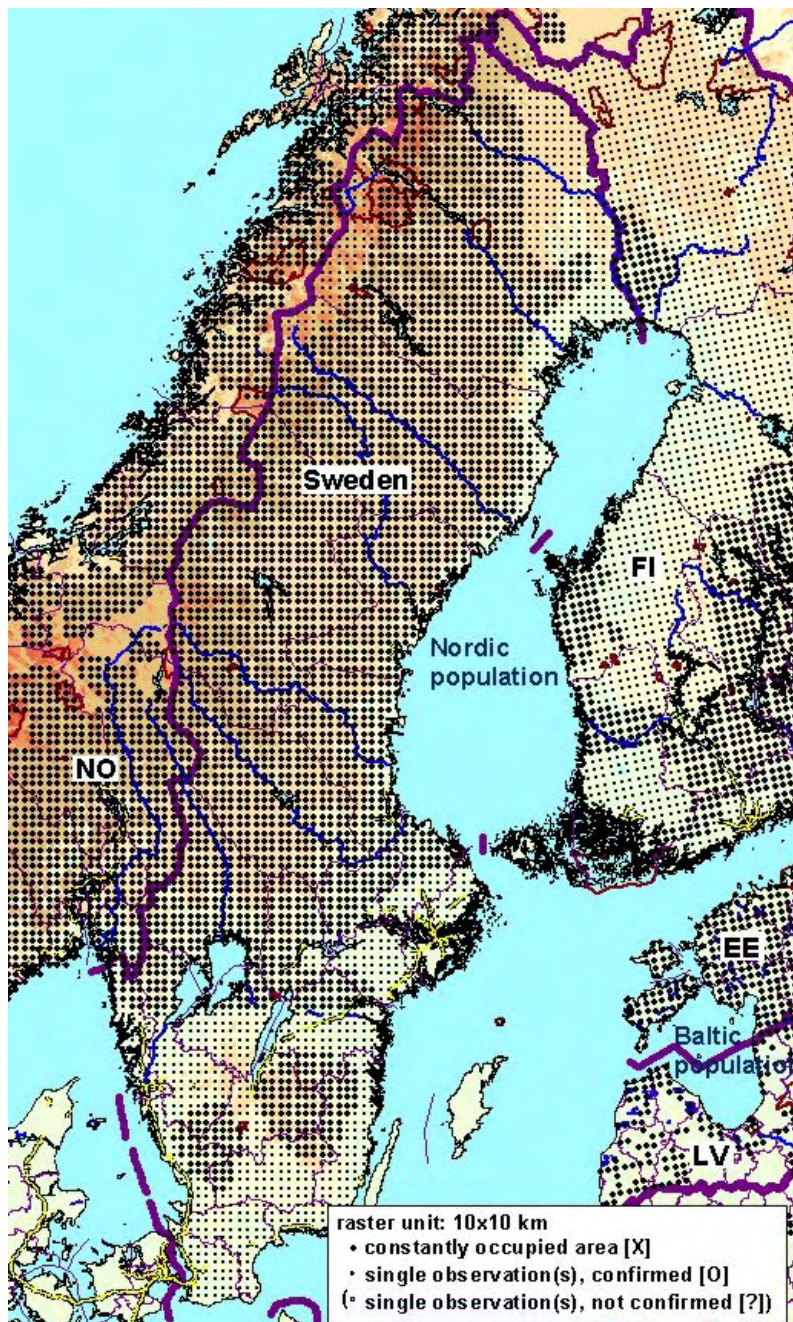 Sweden
FI
Nordic
population
NO
EE
Baltic
population
LV
raster unit: 10x10 km
• constantly occupied area [X]
• single observation(s), confirmed [O]
(▫ single observation(s), not confirmed [?])